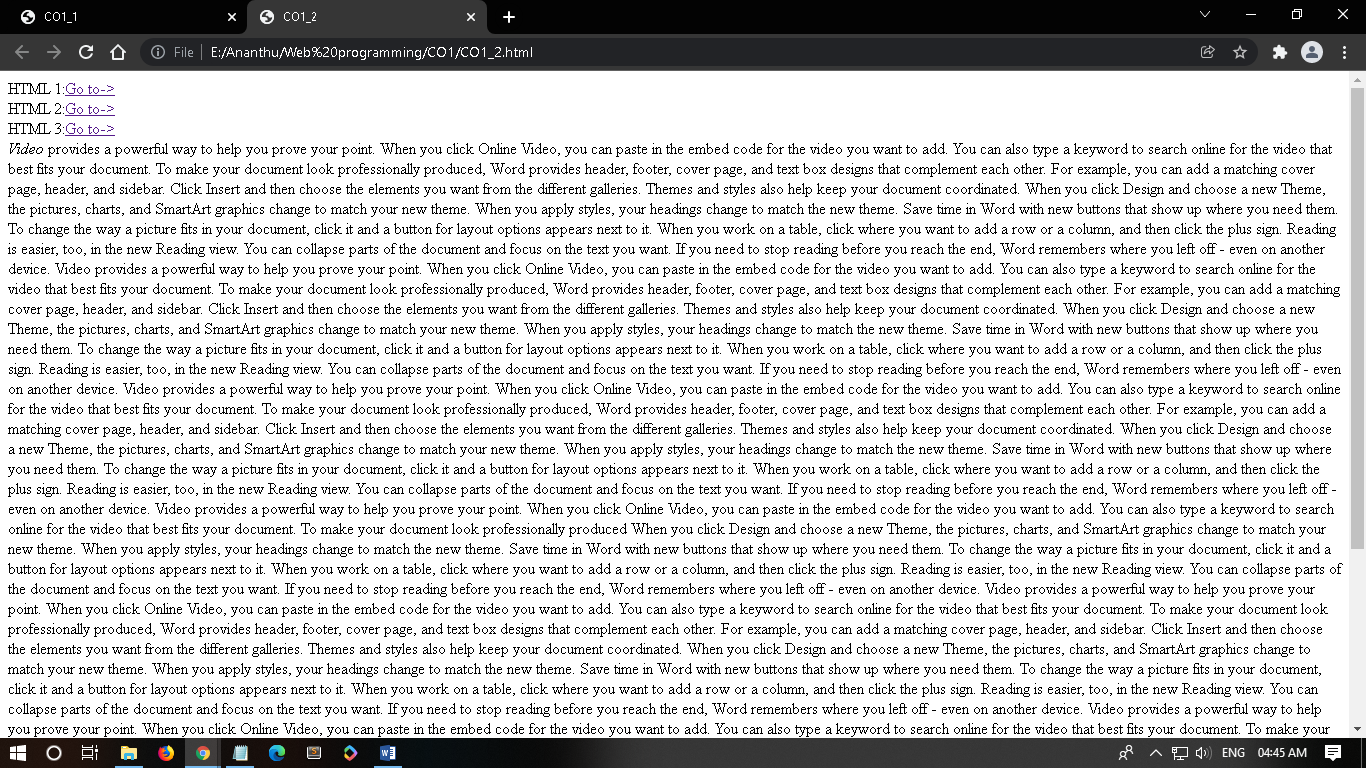 CO1_1
CO1_2
File
E:/Ananthu/Web%20programming/CO1/CO1_2.html
HTML 1:Go to->
HTML 2:Go to->
HTML 3:Go to->
Video provides a powerful way to help you prove your point. When you click Online Video, you can paste in the embed code for the video you want to add. You can also type a keyword to search online for the video that
best fits your document. To make your document look professionally produced, Word provides header, footer, cover page, and text box designs that complement each other. For example, you can add a matching cover
page, header, and sidebar. Click Insert and then choose the elements you want from the different galleries. Themes and styles also help keep your document coordinated. When you click Design and choose a new Theme,
the pictures, charts, and SmartArt graphics change to match your new theme. When you apply styles, your headings change to match the new theme. Save time in Word with new buttons that show up where you need them.
To change the way a picture fits in your document, click it and a button for layout options appears next to it. When you work on a table, click where you want to add a row or a column, and then click the plus sign. Reading
is easier, too, in the new Reading view. You can collapse parts of the document and focus on the text you want. If you need to stop reading before you reach the end, Word remembers where you left off - even on another
device. Video provides a powerful way to help you prove your point. When you click Online Video, you can paste in the embed code for the video you want to add. You can also type a keyword to search online for the
video that best fits your document. To make your document look professionally produced, Word provides header, footer, cover page, and text box designs that complement each other. For example, you can add a matching
cover page, header, and sidebar. Click Insert and then choose the elements you want from the different galleries. Themes and styles also help keep your document coordinated. When you click Design and choose a new
Theme, the pictures, charts, and SmartArt graphics change to match your new theme. When you apply styles, your headings change to match the new theme. Save time in Word with new buttons that show up where you
need them. To change the way a picture fits in your document, click it and a button for layout options appears next to it. When you work on a table, click where you want to add a row or a column, and then click the plus
sign. Reading is easier, too, in the new Reading view. You can collapse parts of the document and focus on the text you want. If you need to stop reading before you reach the end, Word remembers where you left off - even
on another device. Video provides a powerful way to help you prove your point. When you click Online Video, you can paste in the embed code for the video you want to add. You can also type a keyword to search online
for the video that best fits your document. To make your document look professionally produced, Word provides header, footer, cover page, and text box designs that complement each other. For example, you can add a
matching cover page, header, and sidebar. Click Insert and then choose the elements you want from the different galleries. Themes and styles also help keep your document coordinated. When you click Design and choose
a new Theme, the pictures, charts, and SmartArt graphics change to match your new theme. When you apply styles, your headings change to match the new theme. Save time in Word with new buttons that show up where
you need them. To change the way a picture fits in your document, click it and a button for layout options appears next to it. When you work on a table, click where you want to add a row or a column, and then click the
plus sign. Reading is easier, too, in the new Reading view. You can collapse parts of the document and focus on the text you want. If you need to stop reading before you reach the end, Word remembers where you left off -
even on another device. Video provides a powerful way to help you prove your point. When you click Online Video, you can paste in the embed code for the video you want to add. You can also type a keyword to search
online for the video that best fits your document. To make your document look professionally produced When you click Design and choose a new Theme, the pictures, charts, and SmartArt graphics change to match your
new theme. When you apply styles, your headings change to match the new theme. Save time in Word with new buttons that show up where you need them. To change the way a picture fits in your document, click it and a
button for layout options appears next to it. When you work on a table, click where you want to add a row or a column, and then click the plus sign. Reading is easier, too, in the new Reading view. You can collapse parts of
the document and focus on the text you want. If you need to stop reading before you reach the end, Word remembers where you left off - even on another device. Video provides a powerful way to help you prove your
point. When you click Online Video, you can paste in the embed code for the video you want to add. You can also type a keyword to search online for the video that best fits your document. To make your document look
professionally produced, Word provides header, footer, cover page, and text box designs that complement each other. For example, you can add a matching cover page, header, and sidebar. Click Insert and then choose
the elements you want from the different galleries. Themes and styles also help keep your document coordinated. When you click Design and choose a new Theme, the pictures, charts, and SmartArt graphics change to
match your new theme. When you apply styles, your headings change to match the new theme. Save time in Word with new buttons that show up where you need them. To change the way a picture fits in your document,
click it and a button for layout options appears next to it. When you work on a table, click where you want to add a row or a column, and then click the plus sign. Reading is easier, too, in the new Reading view. You can
collapse parts of the document and focus on the text you want. If you need to stop reading before you reach the end, Word remembers where you left off - even on another device. Video provides a powerful way to help
you prove your point. When you click Online Video, you can paste in the embed code for the video you want to add. You can also type a keyword to search online for the video that best fits your document. To make your
ENG
04:45 AM